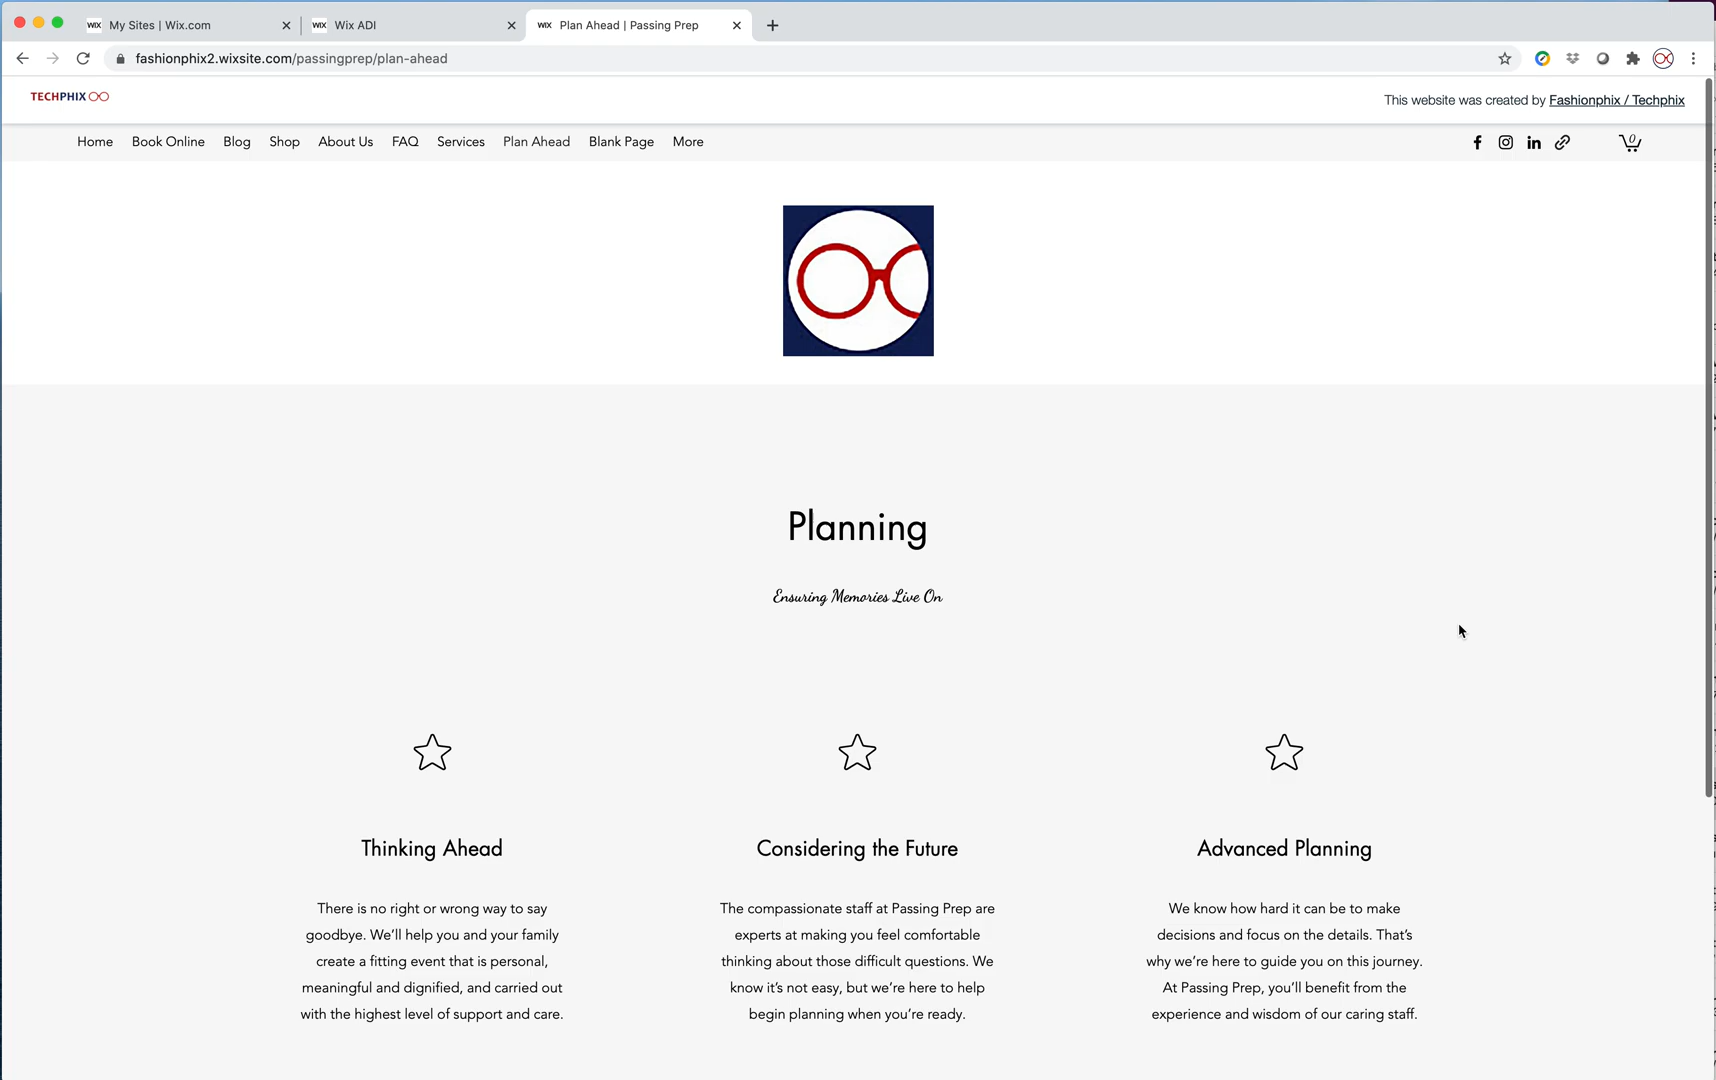 WiX My Sites | Wix.com
WiX Wix ADI
WiX Plan Ahead | Passing Prep
fashionphix2.wixsite.com/passingprep/plan-ahead
TECHPHIX
This website was created by Fashionphix / Techphix
Home Book Online Blog Shop About Us FAQ Services Plan Ahead Blank Page More
0
Planning
Ensuring Memories Live On
Thinking Ahead
There is no right or wrong way to say
goodbye. We’ll help you and your family
create a fitting event that is personal,
meaningful and dignified, and carried out
with the highest level of support and care.
Considering the Future
The compassionate staff at Passing Prep are
experts at making you feel comfortable
thinking about those difficult questions. We
know it’s not easy, but we’re here to help
begin planning when you’re ready.
Advanced Planning
We know how hard it can be to make
decisions and focus on the details. That’s
why we’re here to guide you on this journey.
At Passing Prep, you’ll benefit from the
experience and wisdom of our caring staff.